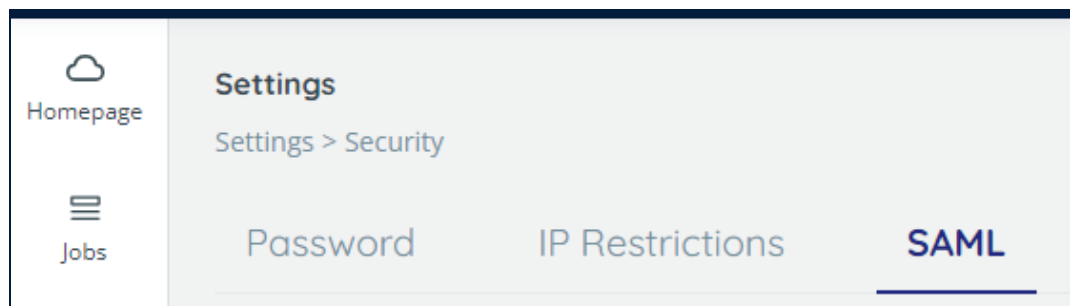 Homepage
Jobs
Settings
Settings > Security
Password IP Restrictions SAML